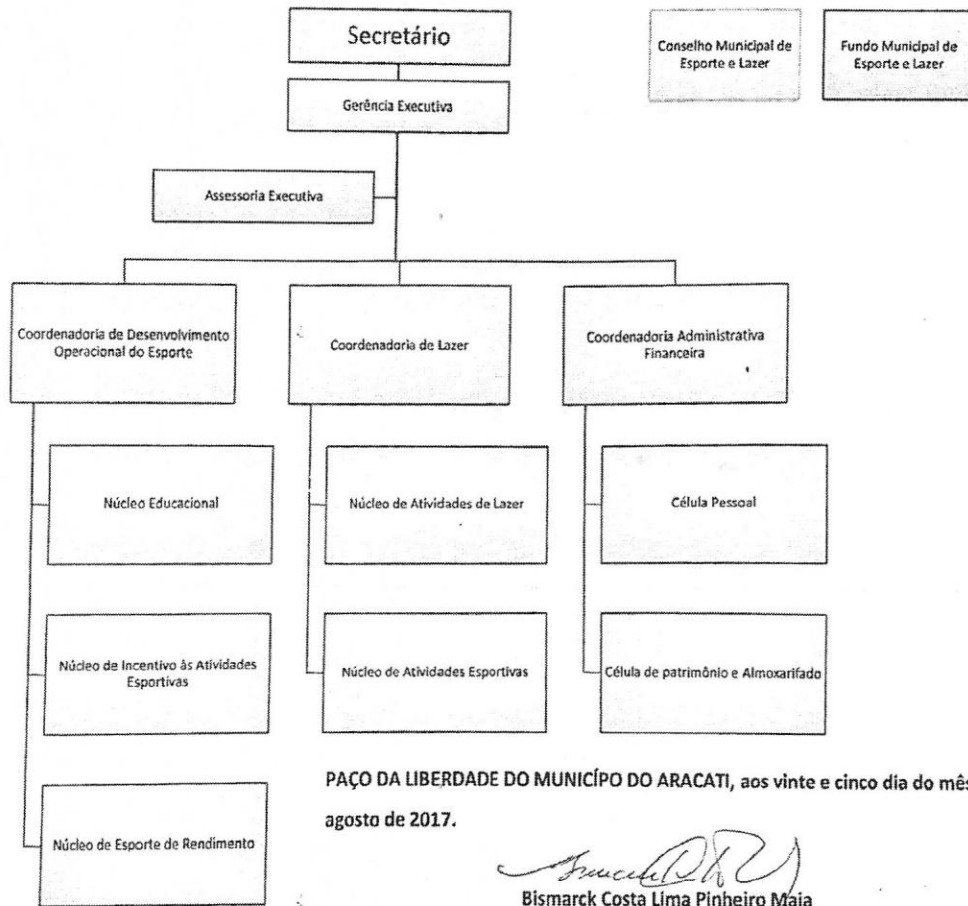 Secretário
Conselho Municipal de
Esporte e Lazer
Fundo Municipal de
Esporte e Lazer
Gerência Executiva
Assessoria Executiva
Coordenadoria de Desenvolvimento
Operacional do Esporte
Coordenadoria de Lazer
Coordenadoria Administrativa
Financeira
Núcleo Educacional
Núcleo de Atividades de Lazer
Célula Pessoal
Núcleo de Incentivo às Atividades
Esportivas
Núcleo de Atividades Esportivas
Célula de patrimônio e Almoxarifado
Núcleo de Esporte de Rendimento
PAÇO DA LIBERDADE DO MUNICÍPO DO ARACATI, aos vinte e cinco dia do mês
agosto de 2017.
Bismarck Costa Lima Pinheiro Maia